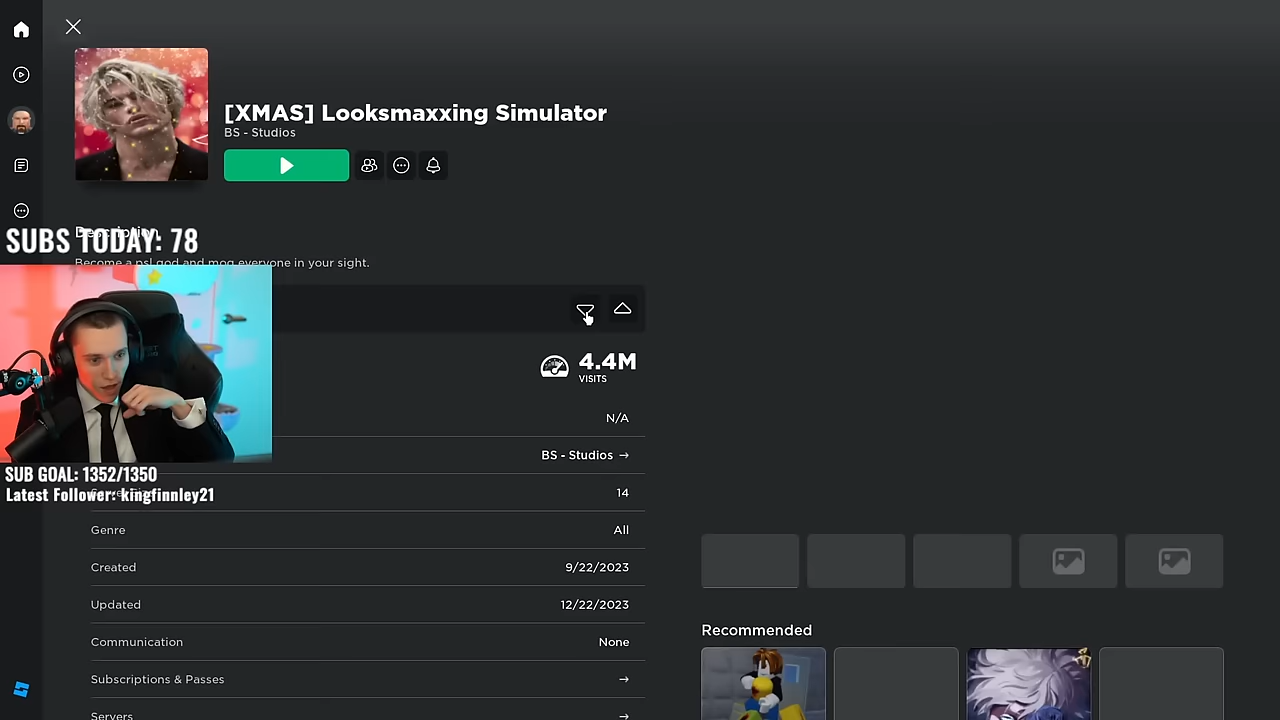 [XMAS] Looksmaxxing Simulator
BS - Studios
Description
SUBS TODAY: 78
Become a psl god and mog everyone in your sight.
4.4M
VISITS
N/A
BS - Studios →
SUB GOAL: 1352/1350
Latest Follower: kingfinnley21
14
Genre All
Created 9/22/2023
Updated 12/22/2023
Communication None
Subscriptions & Passes →
Servers →
Recommended